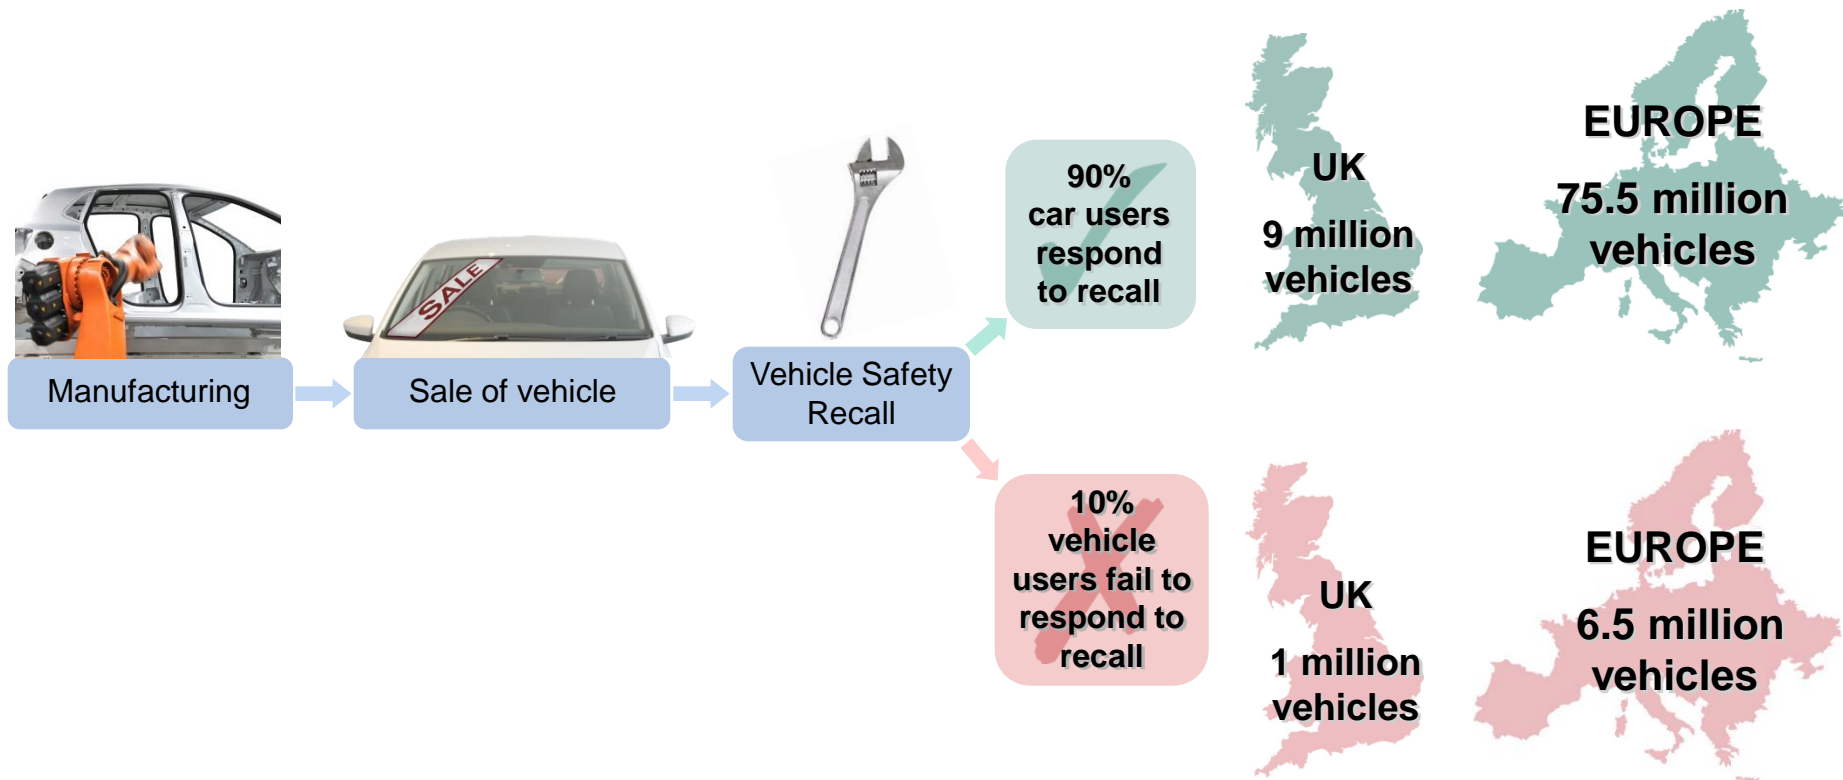 Manufacturing
SALE
Sale of vehicle
Vehicle Safety
Recall
90%
car users
respond
to recall
UK
9 million
vehicles
EUROPE
75.5 million
vehicles
10%
vehicle
users fail to
respond to
recall
UK
1 million
vehicles
EUROPE
6.5 million
vehicles